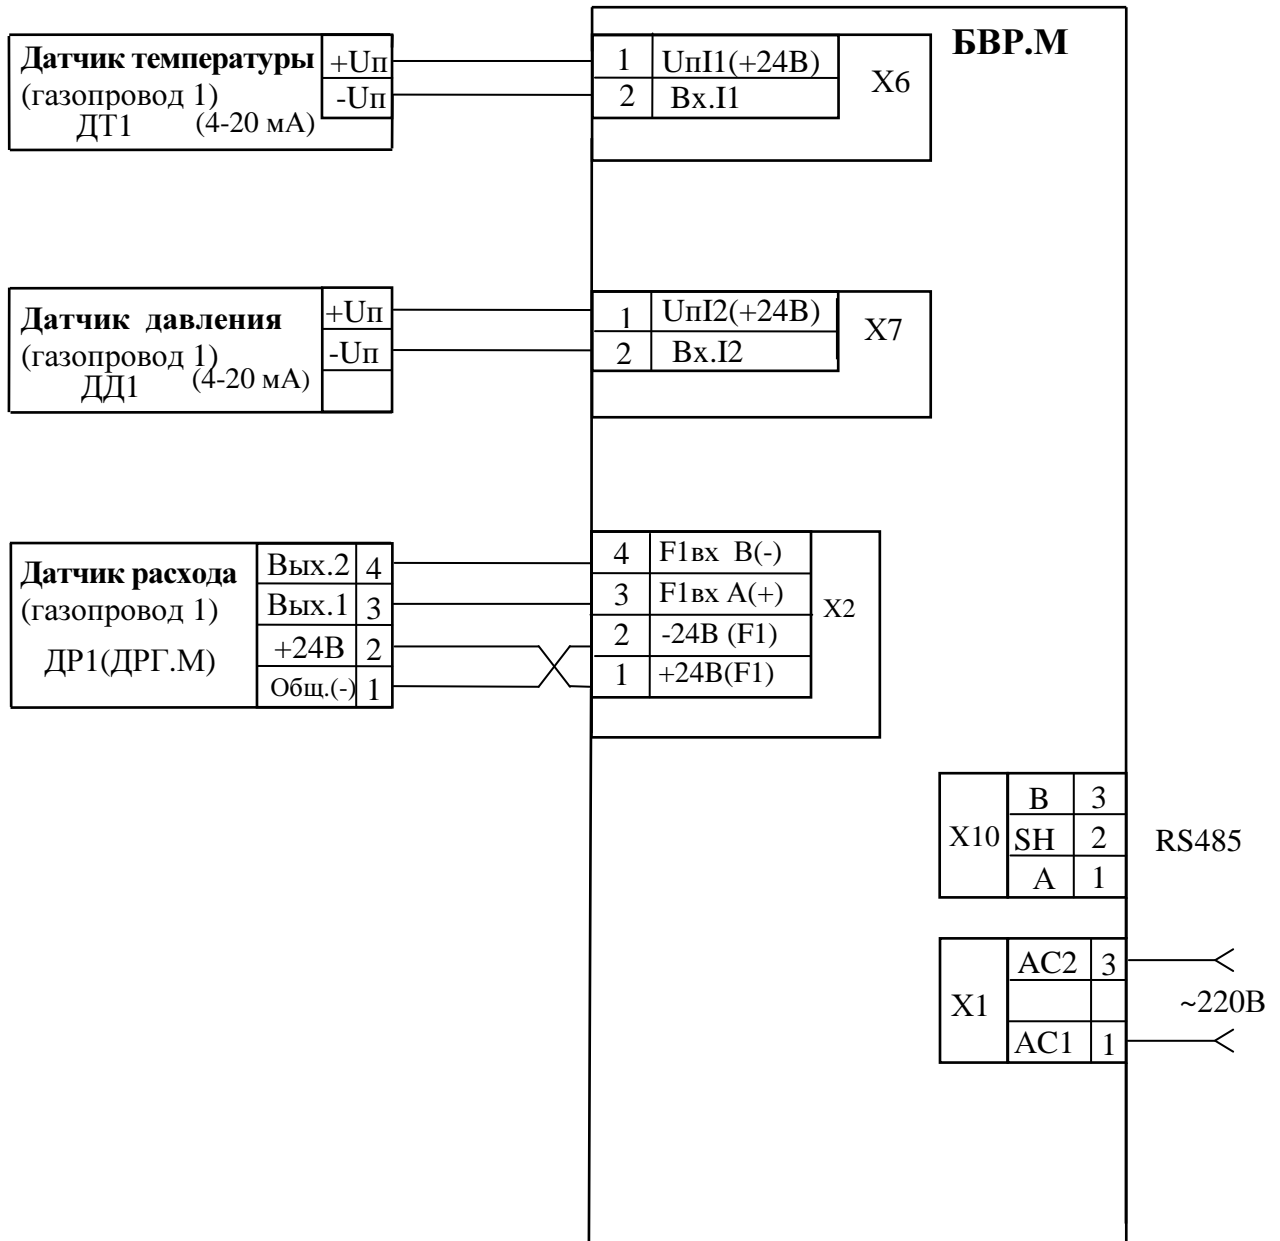 БВР.М
Датчик температуры
(газопровод 1)
ДТ1 (4-20 мА)
+Uп
-Uп
1 UпI1(+24В)
2 Вх.I1
X6
Датчик давления
(газопровод 1)
ДД1 (4-20 мА)
+Uп
-Uп
1 UпI2(+24В)
2 Вх.I2
X7
Датчик расхода
(газопровод 1)
ДР1(ДРГ.М)
Вых.2 4
Вых.1 3
+24В 2
Общ.(-) 1
4 F1вх В(-)
3 F1вх А(+)
2 -24В (F1)
1 +24В(F1)
X2
X10
B 3
SH 2
A 1
RS485
X1
AC2 3
AC1 1
~220В